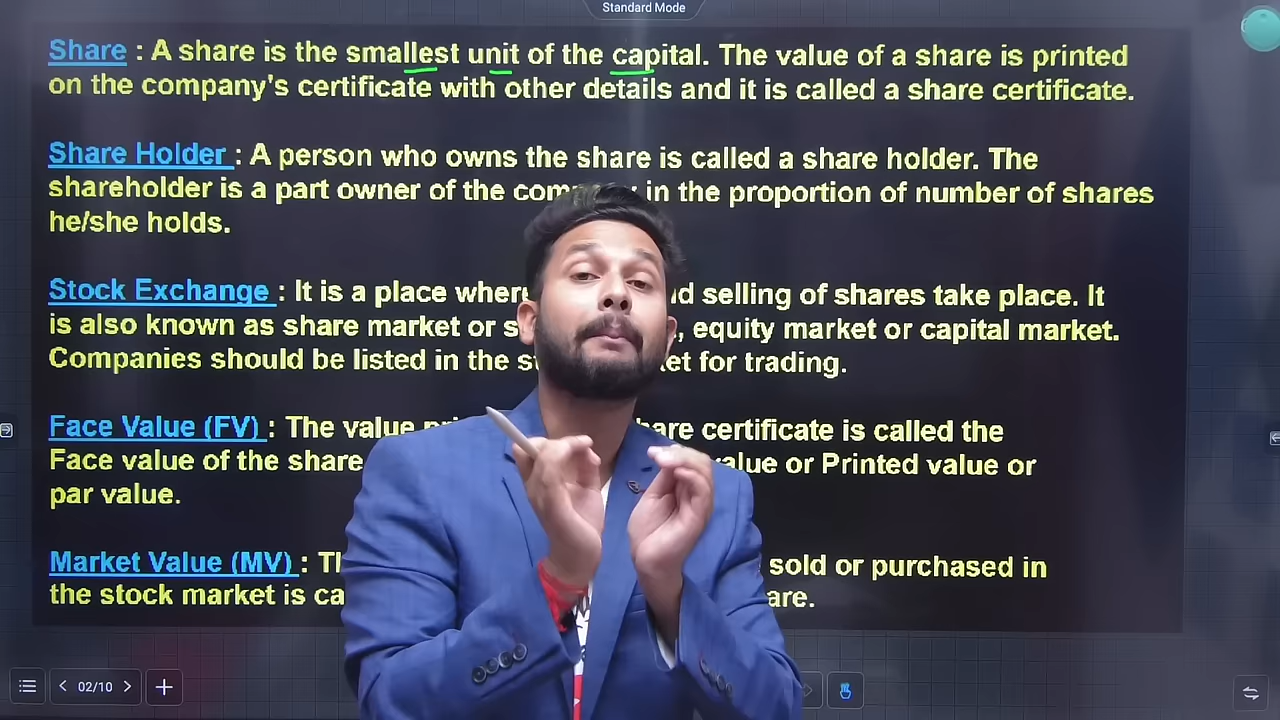 Standard Mode
Share : A share is the smallest unit of the capital. The value of a share is printed
on the company's certificate with other details and it is called a share certificate.
Share Holder : A person who owns the share is called a share holder. The
shareholder is a part owner of the in the proportion of number of shares
he/she holds.
Stock Exchange : It is a place selling of shares take place. It
is also known as share market or equity market or capital market.
Companies should be listed in the for trading.
Face Value (FV) : The value certificate is called the
Face value of the share value or Printed value or
par value.
Market Value (MV) : sold or purchased in
the stock market is
02/10